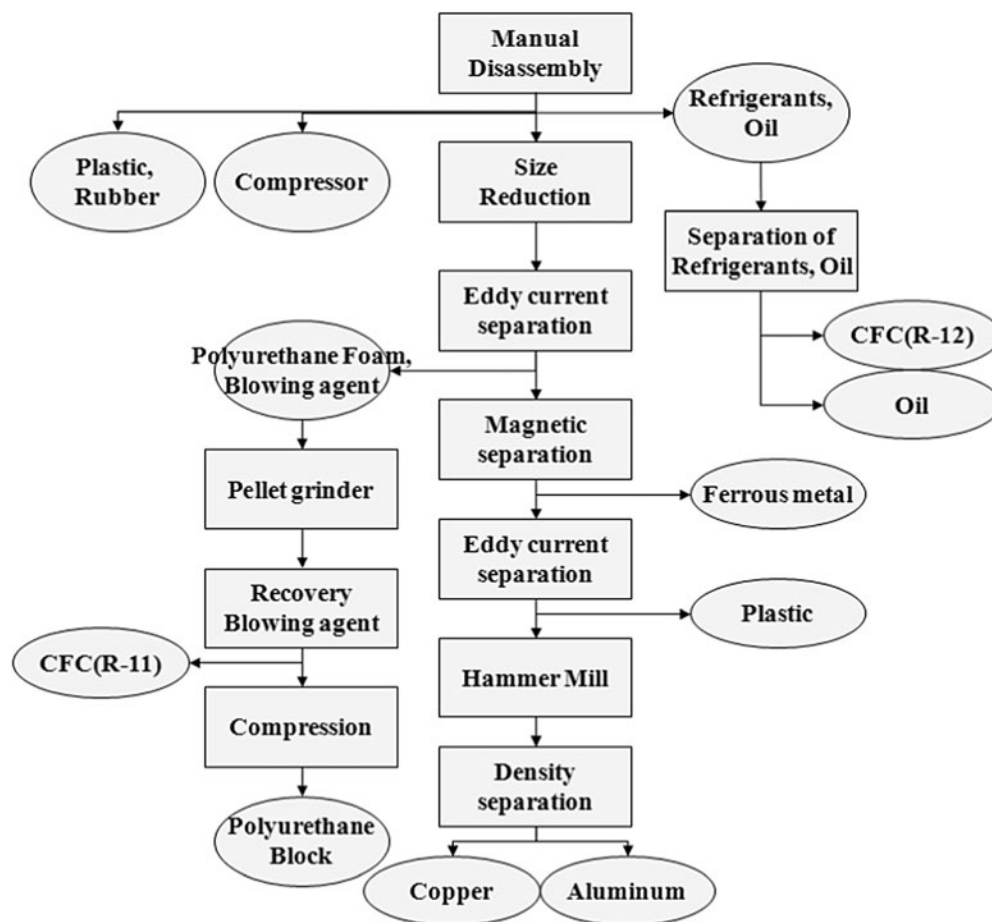 Manual
Disassembly
Refrigerants,
Oil
Plastic,
Rubber
Compressor
Size
Reduction
Separation of
Refrigerants, Oil
Eddy current
separation
CFC(R-12)
Polyurethane Foam,
Blowing agent
Oil
Magnetic
separation
Pellet grinder
Ferrous metal
Eddy current
separation
Recovery
Blowing agent
Plastic
CFC(R-11)
Hammer Mill
Compression
Density
separation
Polyurethane
Block
Copper
Aluminum